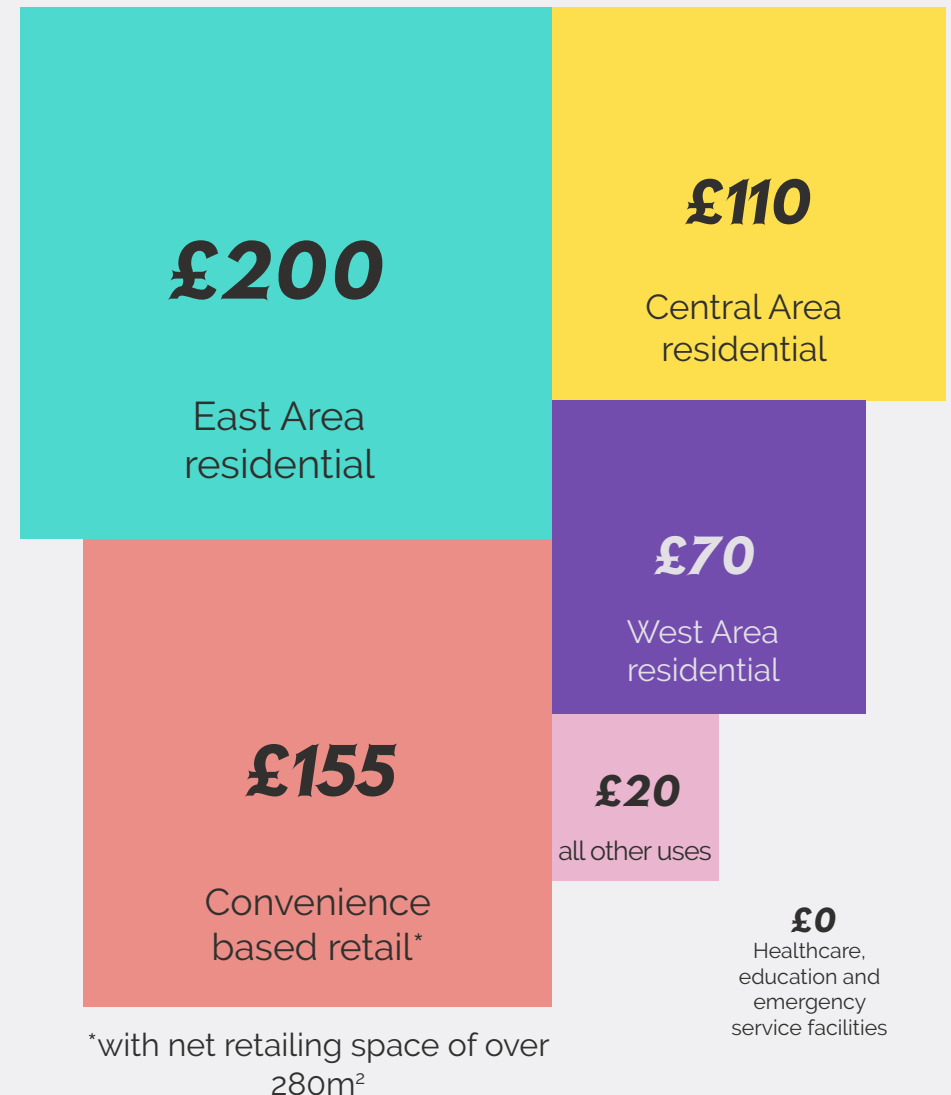 £200
East Area
residential
£110
Central Area
residential
£70
West Area
residential
£155
Convenience
based retail*
*with net retailing space of over
280m²
£20
all other uses
£0
Healthcare,
education and
emergency
service facilities